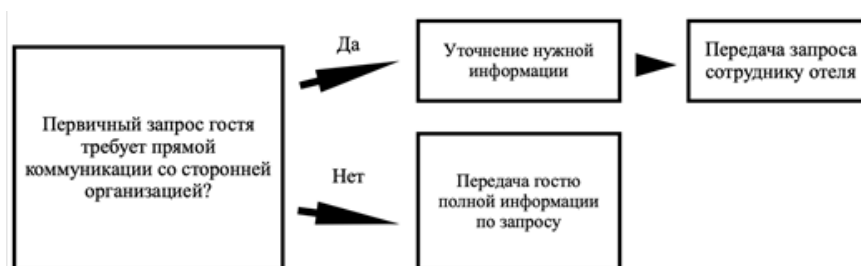 Первичный запрос гостя
требует прямой
коммуникации со сторонней
организацией?
Да
Уточнение нужной
информации
Передача запроса
сотруднику отеля
Нет
Передача гостю
полной информации
по запросу